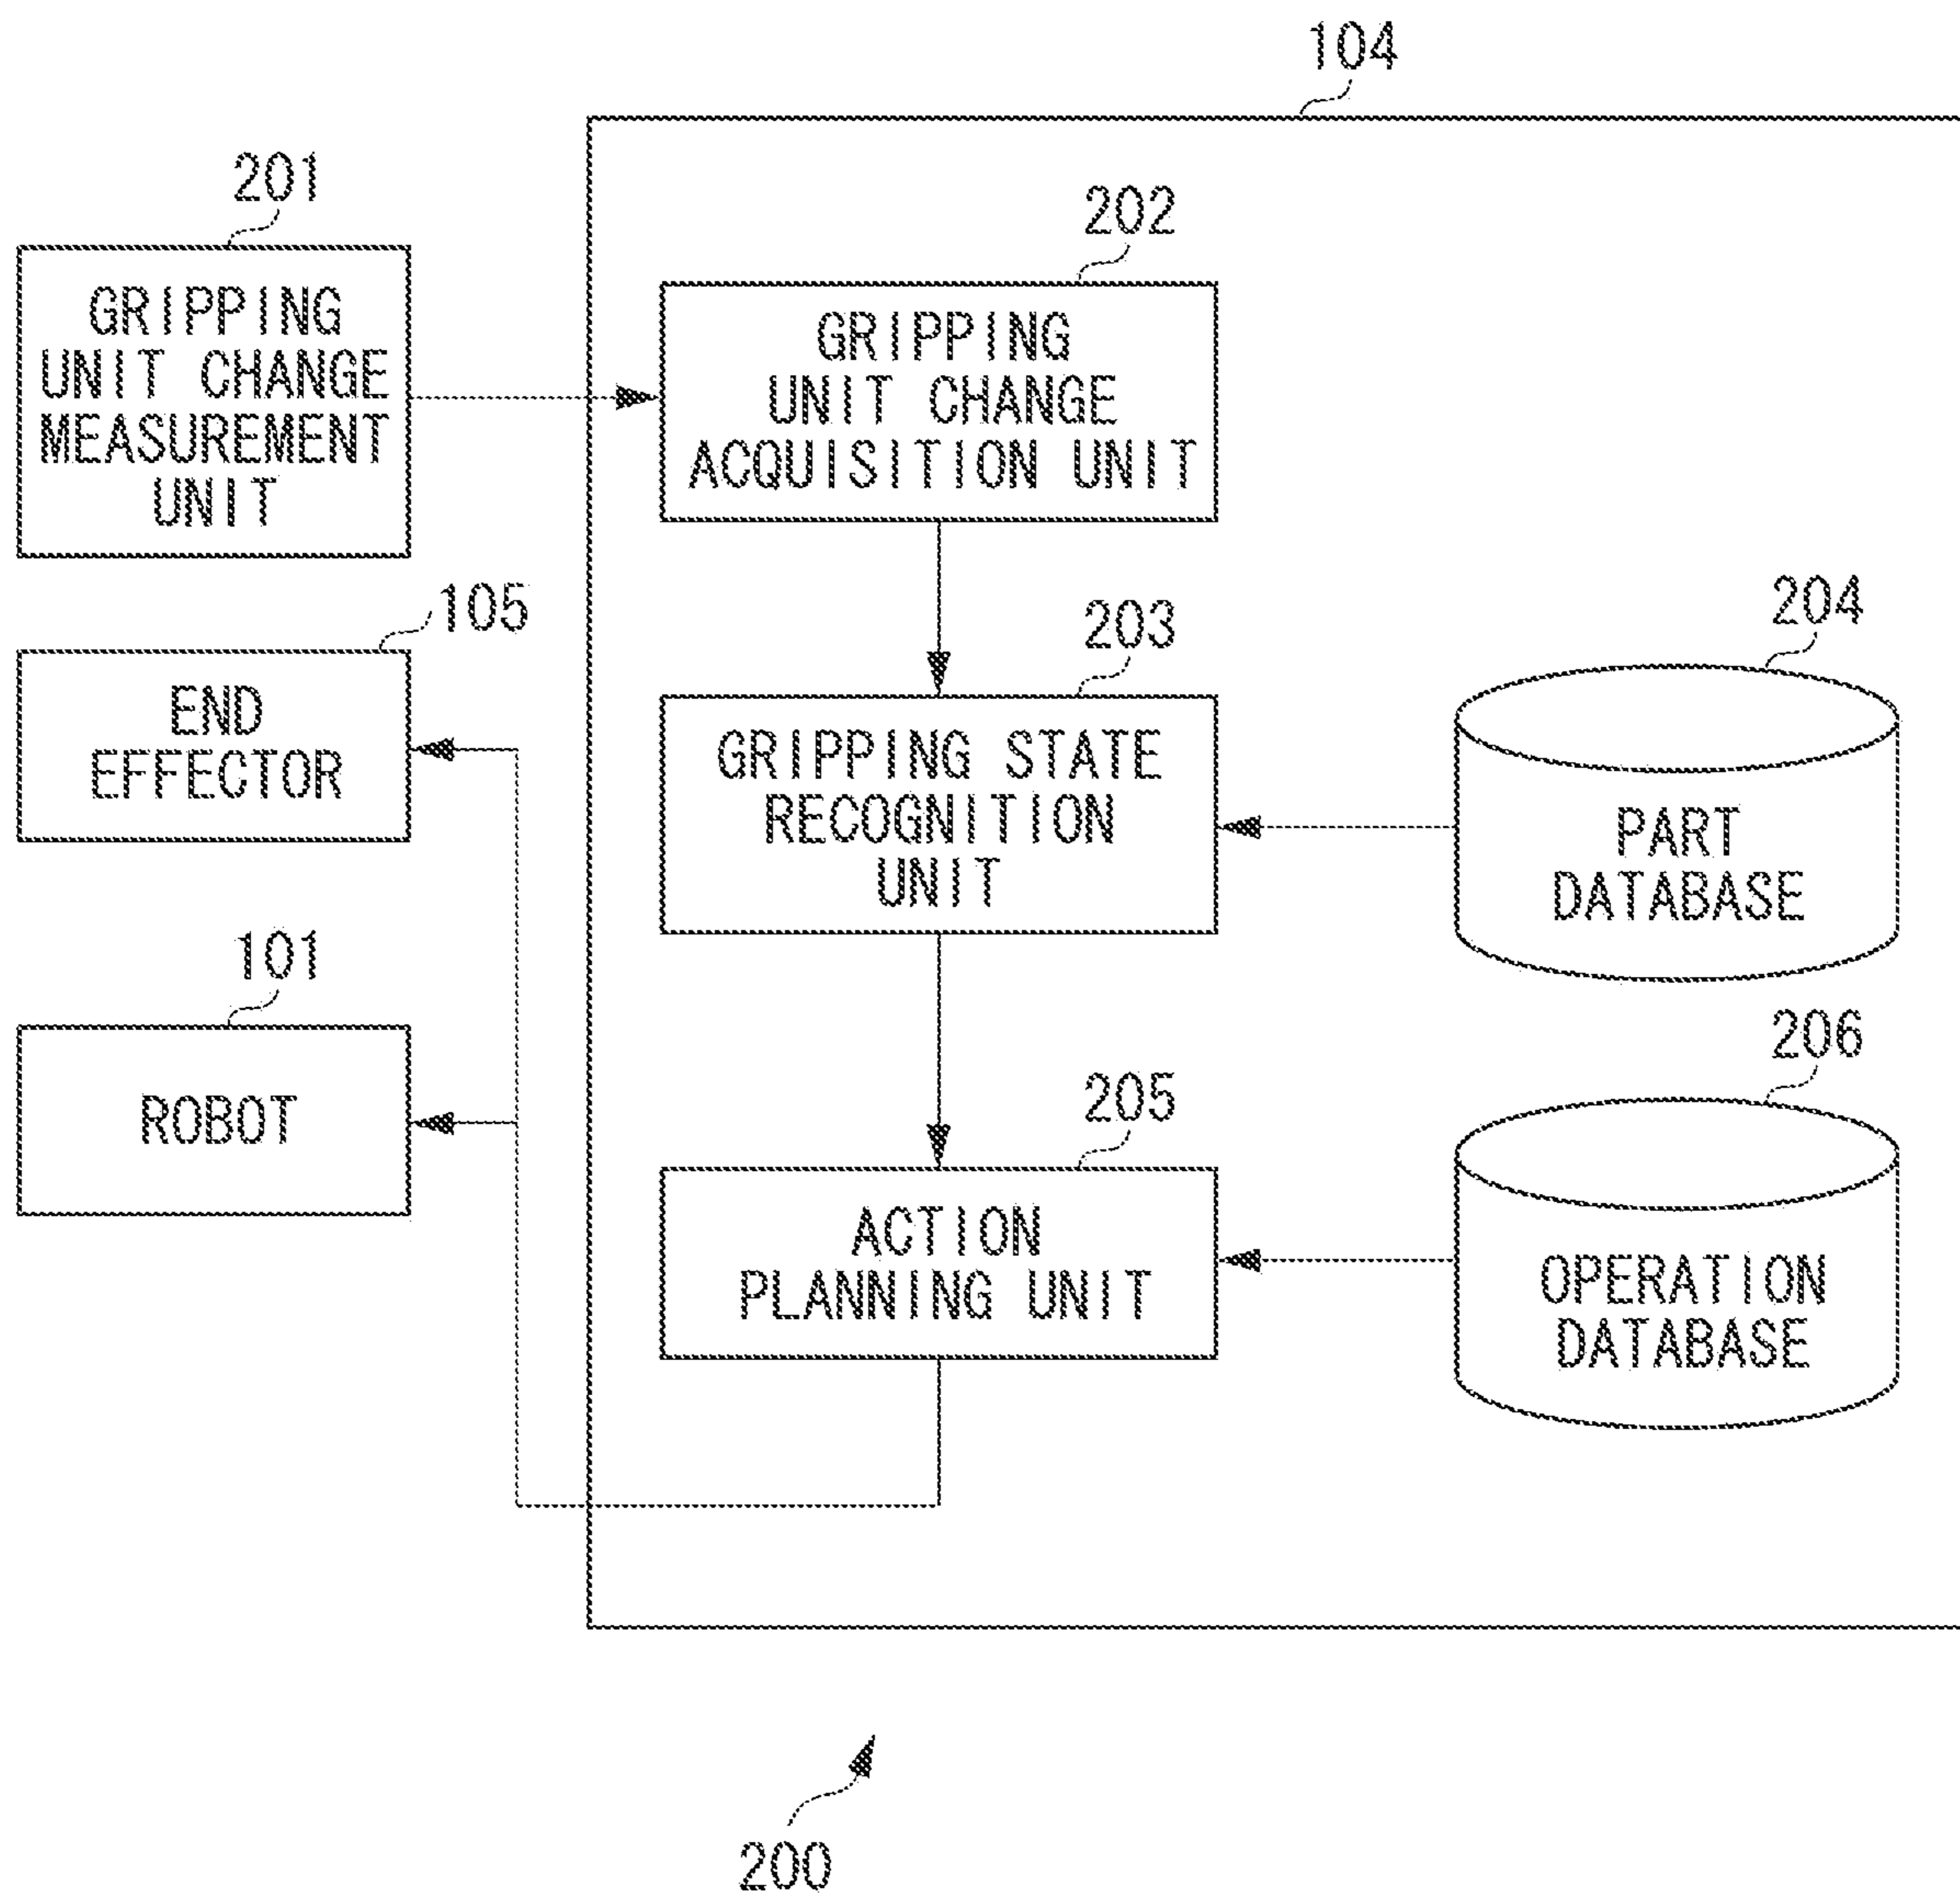 104
201
GRIPPING
UNIT CHANGE
MEASUREMENT
UNIT
202
GRIPPING
UNIT CHANGE
ACQUISITION UNIT
105
END
EFFECTOR
203
GRIPPING STATE
RECOGNITION
UNIT
204
PART
DATABASE
101
ROBOT
205
ACTION
PLANNING UNIT
206
OPERATION
DATABASE
200